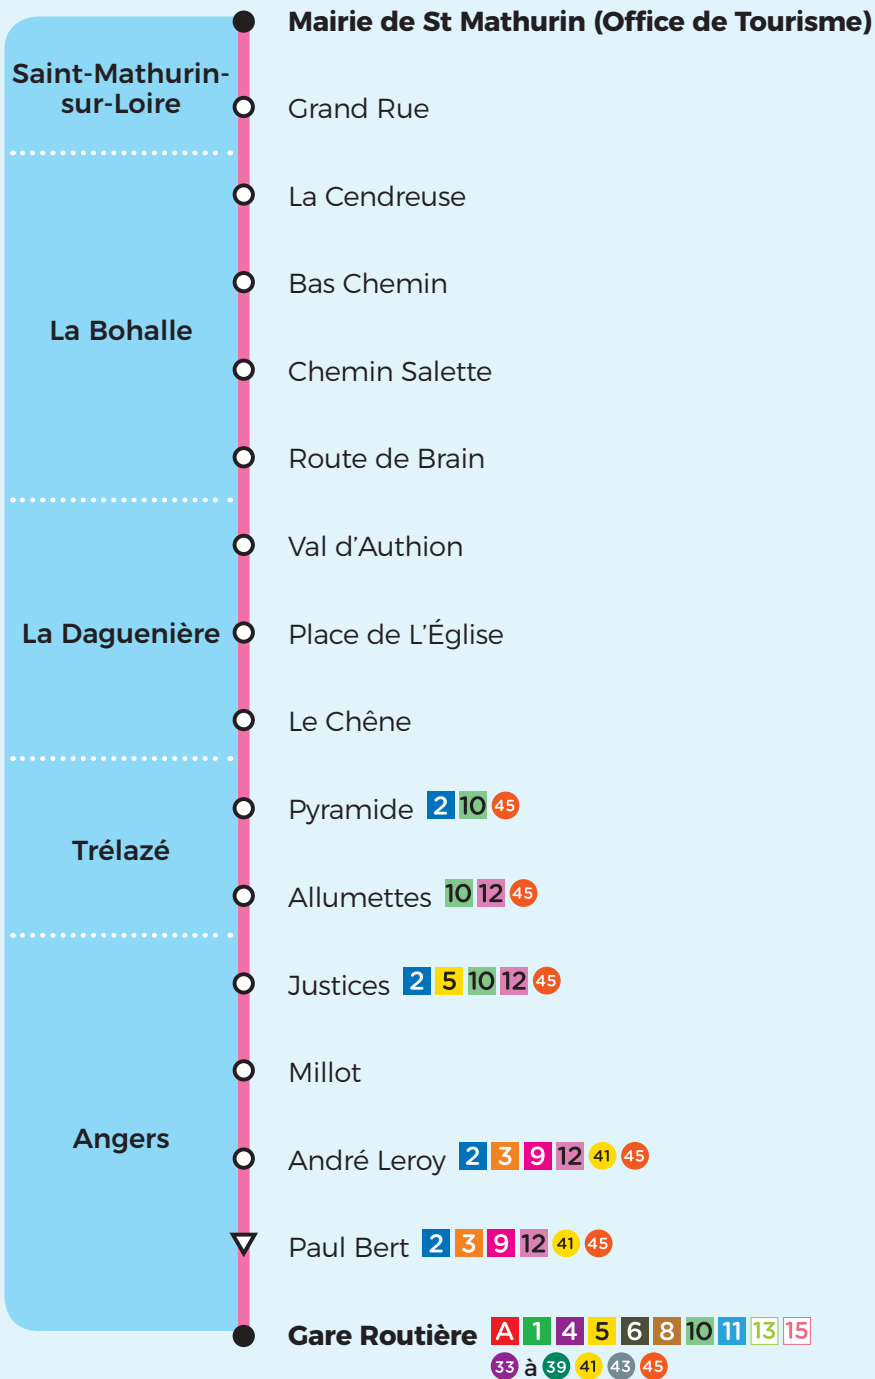 Mairie de St Mathurin (Office de Tourisme)
Saint-Mathurin-
sur-Loire
Grand Rue
La Cendreuse
Bas Chemin
La Bohalle
Chemin Salette
Route de Brain
Val d’Authion
La Daguenière
Place de L’Église
Le Chêne
Pyramide 2 10 45
Trélazé
Allumettes 10 12 45
Justices 2 5 10 12 45
Millot
Angers
André Leroy 2 3 9 12 41 45
Paul Bert 2 3 9 12 41 45
Gare Routière A 1 4 5 6 8 10 11 13 15
33 à 39 41 43 45